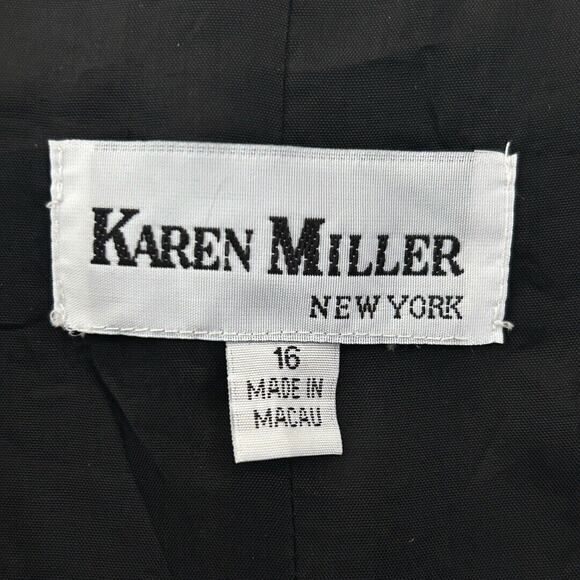 KAREN MILLER
NEW YORK
16
MADE IN
MACAU